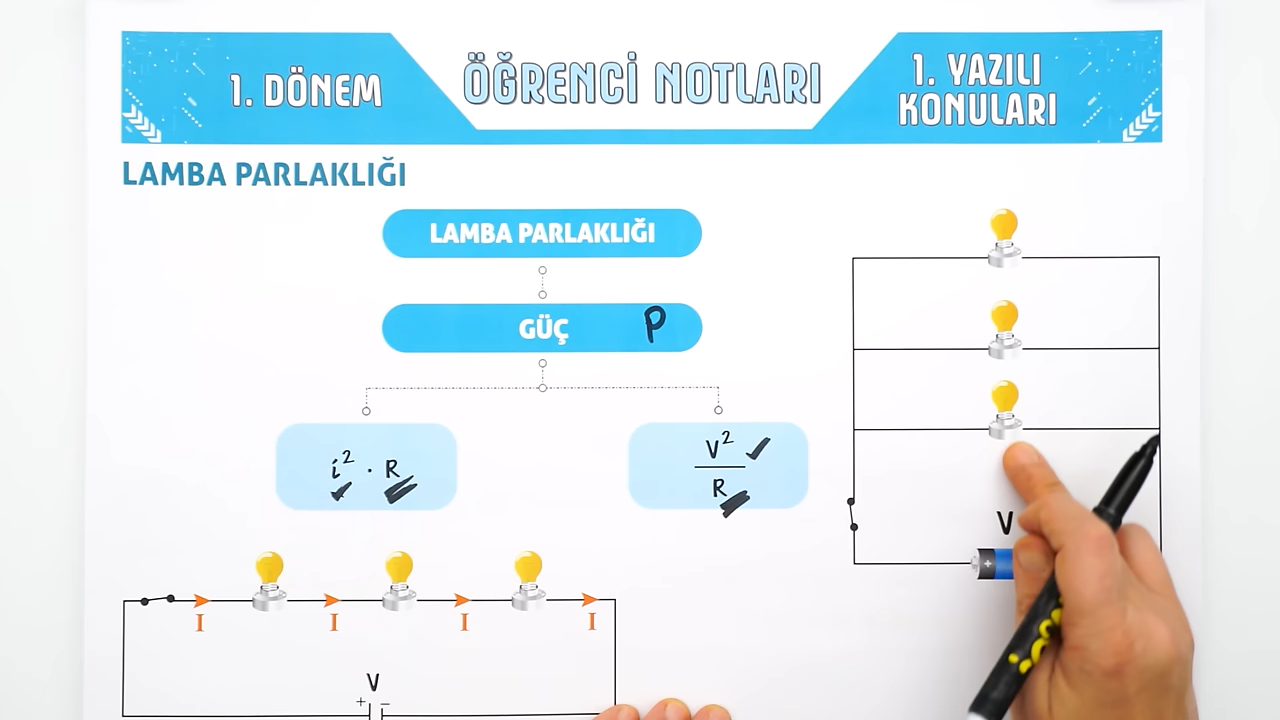 1. DÖNEM
ÖĞRENCİ NOTLARI
1. YAZILI
KONULARI
LAMBA PARLAKLIĞI
LAMBA PARLAKLIĞI
GÜÇ P
i² · R
V²
R
V
+
I I I I
V
+ −